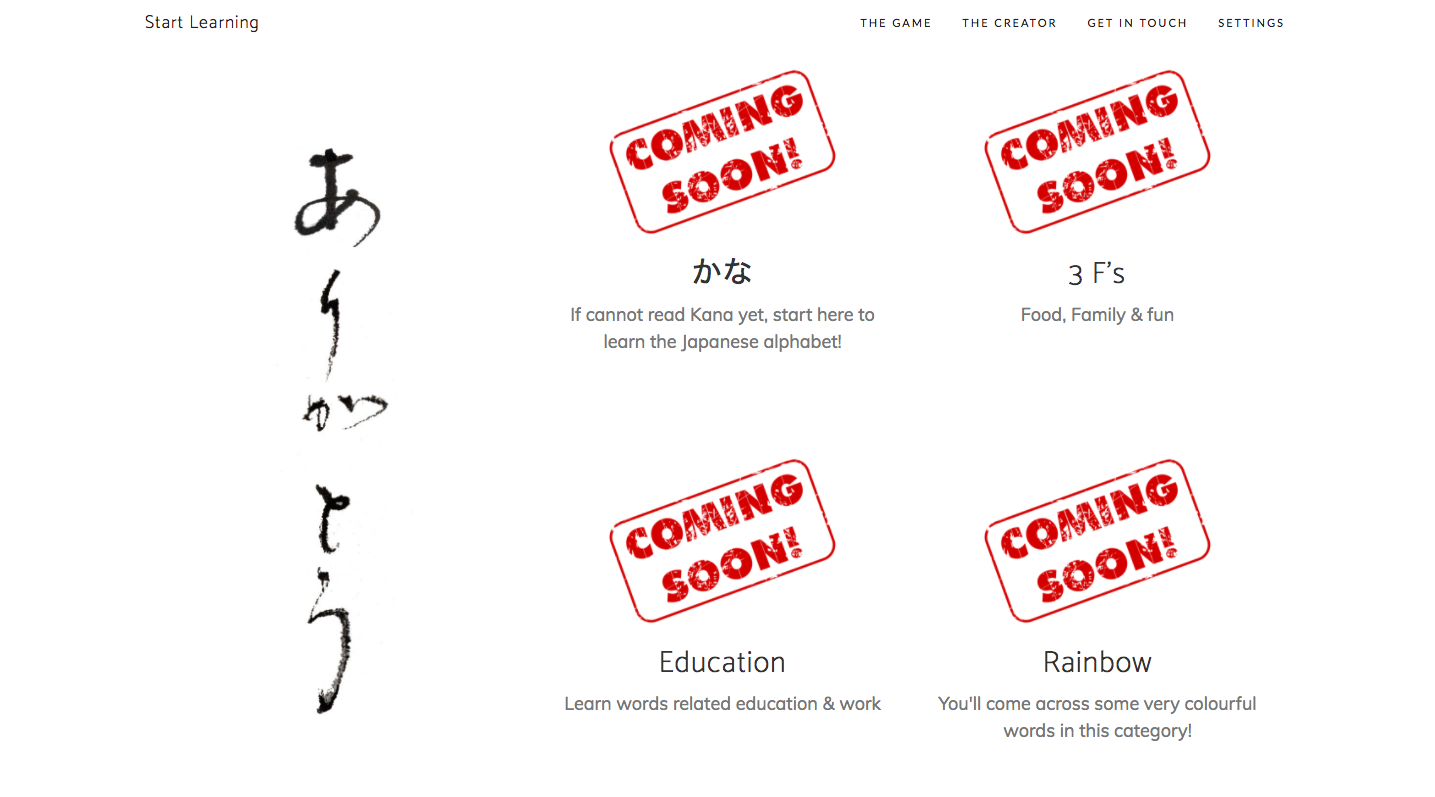 Start Learning
THE GAME
THE CREATOR
GET IN TOUCH
SETTINGS
ありがとう
COMING
SOON!
かな
If cannot read Kana yet, start here to
learn the Japanese alphabet!
COMING
SOON!
3 F's
Food, Family & fun
COMING
SOON!
Education
Learn words related education & work
COMING
SOON!
Rainbow
You'll come across some very colourful
words in this category!